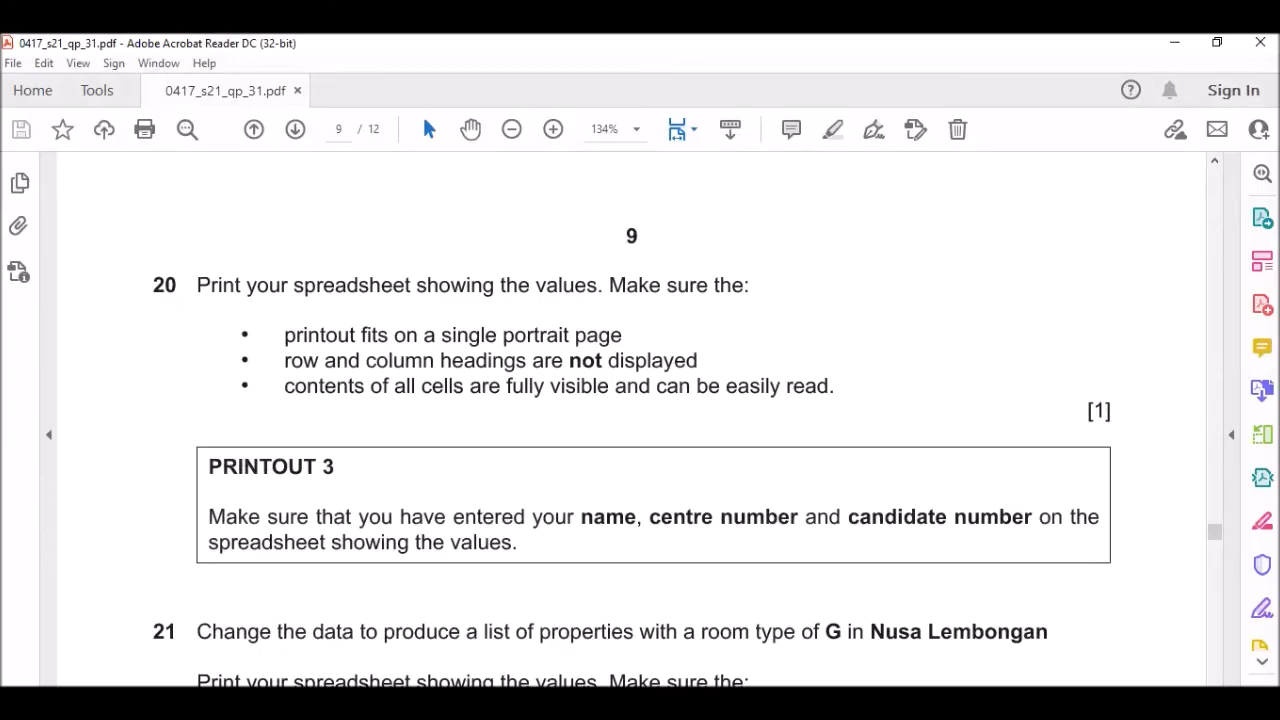 0417_s21_qp_31.pdf - Adobe Acrobat Reader DC (32-bit)
File Edit View Sign Window Help
Home Tools 0417_s21_qp_31.pdf × Sign In
9 / 12 134%
9
20 Print your spreadsheet showing the values. Make sure the:
• printout fits on a single portrait page
• row and column headings are not displayed
• contents of all cells are fully visible and can be easily read.
[1]
PRINTOUT 3
Make sure that you have entered your name, centre number and candidate number on the
spreadsheet showing the values.
21 Change the data to produce a list of properties with a room type of G in Nusa Lembongan
Print your spreadsheet showing the values. Make sure the: